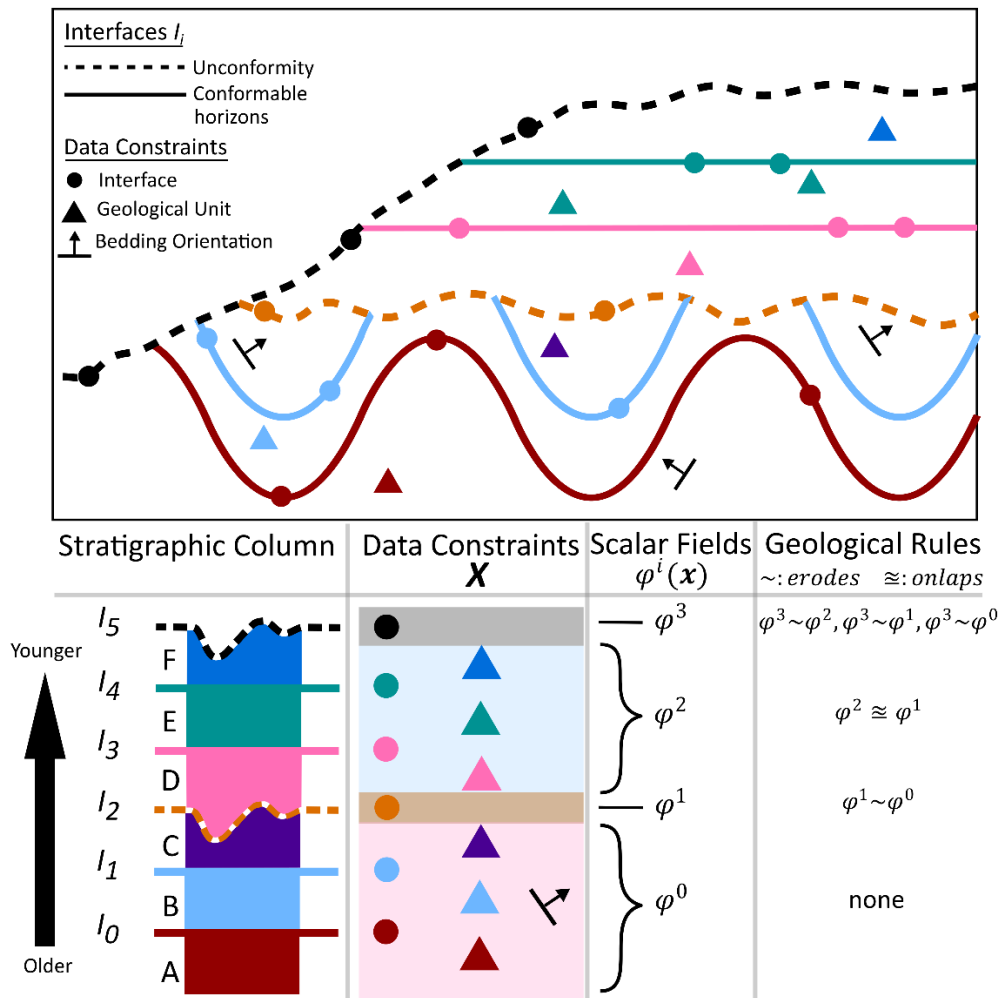 Interfaces I_i
Unconformity
Conformable
horizons
Data Constraints
Interface
Geological Unit
Bedding Orientation
Stratigraphic Column
Data Constraints
X
Scalar Fields
φ^i(x)
Geological Rules
~: erodes ≊: onlaps
Younger
Older
I_5
F
I_4
E
I_3
D
I_2
C
I_1
B
I_0
A
φ^3
φ^2
φ^1
φ^0
φ^3~φ^2, φ^3~φ^1, φ^3~φ^0
φ^2 ≊ φ^1
φ^1~φ^0
none